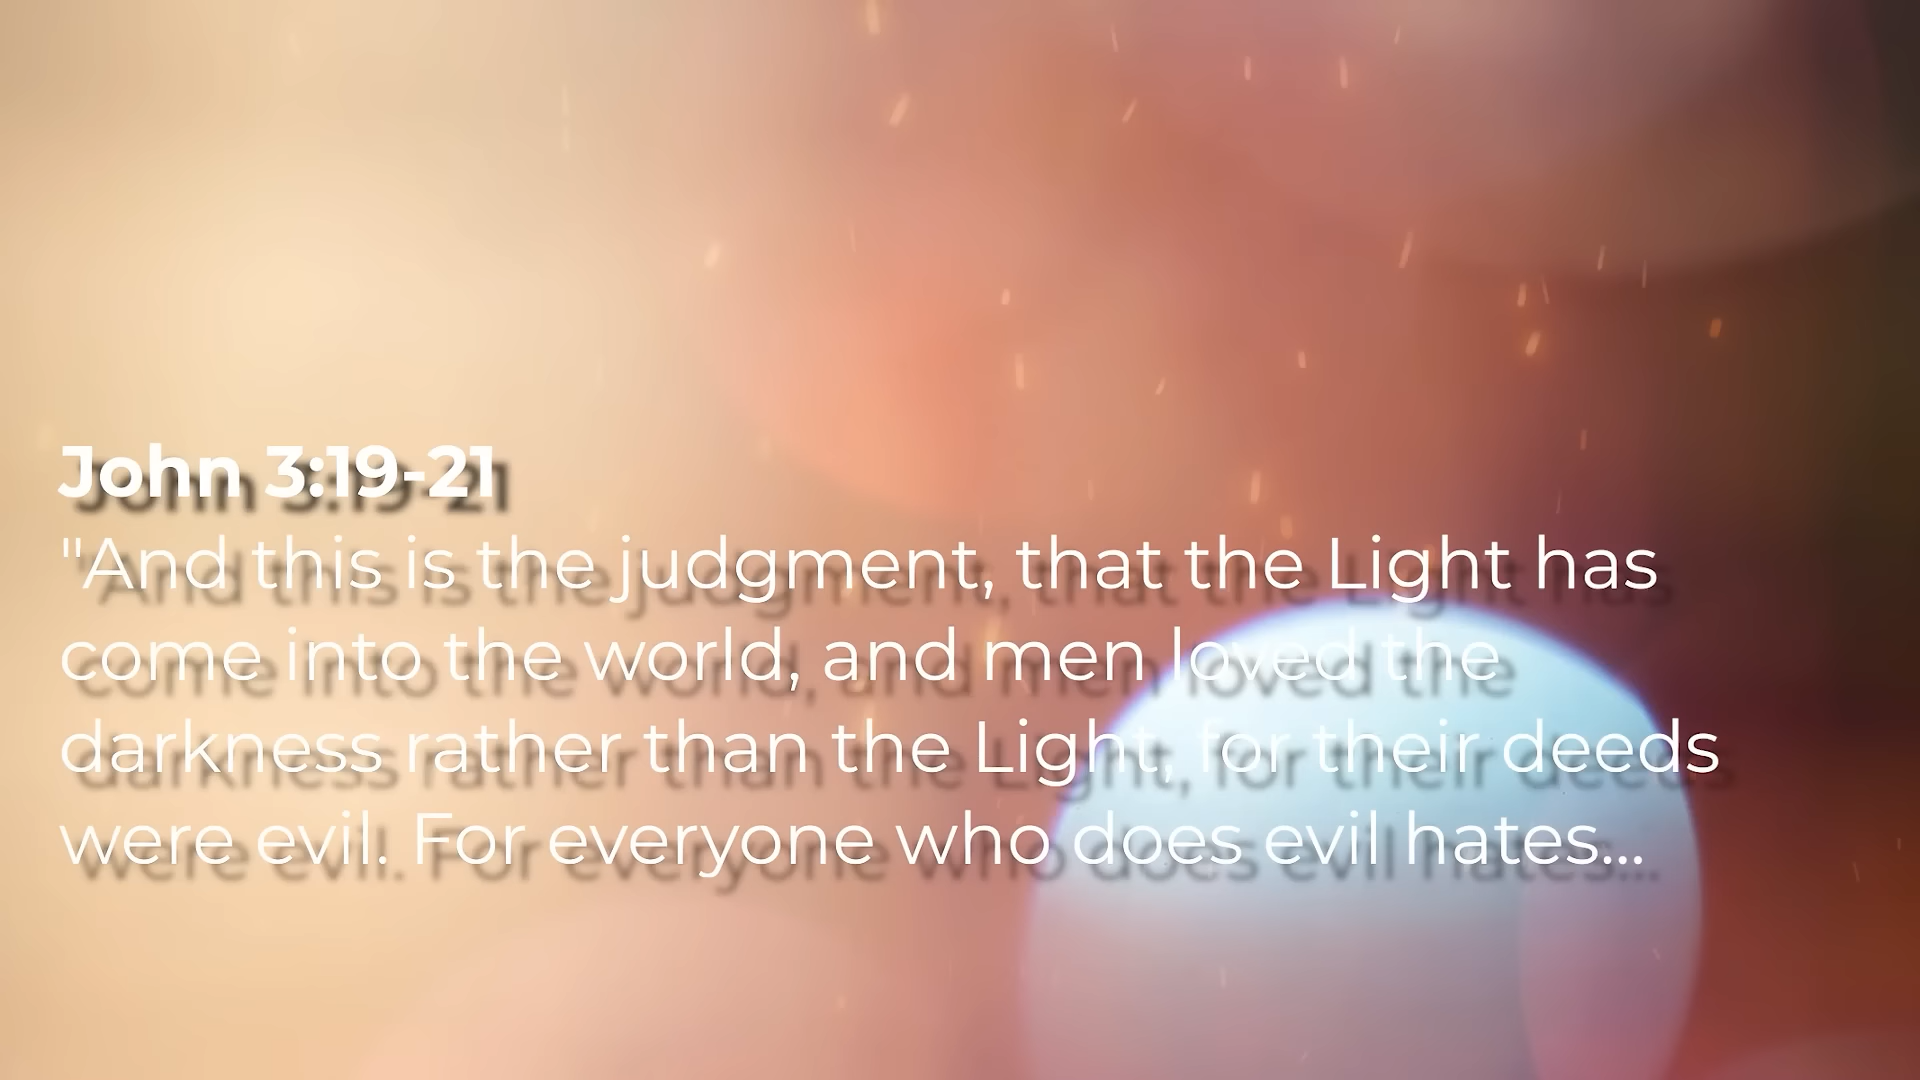 John 3:19-21
"And this is the judgment, that the Light has
come into the world, and men loved the
darkness rather than the Light, for their deeds
were evil. For everyone who does evil hates...